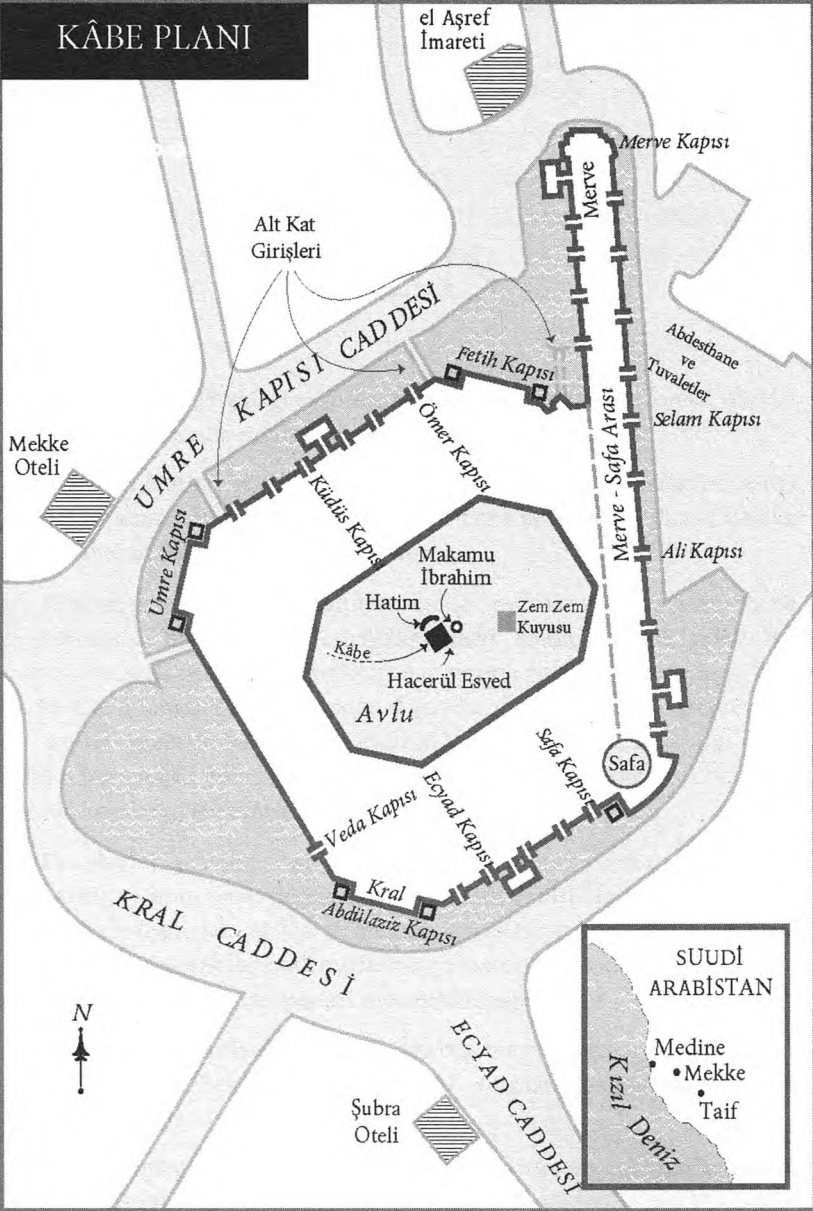 KÂBE PLANI
el Aşref
İmareti
Merve Kapısı
Merve
Alt Kat
Girişleri
UMRE KAPISI CADDESİ
Fetih Kapısı
Abdesthane
ve
Tuvaletler
Mekke
Oteli
Ömer Kapısı
Selam Kapısı
Merve - Safa Arası
Küdüs Kapısı
Umre Kapısı
Ali Kapısı
Makamu
İbrahim
Hatim
Zem Zem
Kuyusu
Kâbe
Hacerül Esved
Avlu
Safa Kapısı
Safa
Veda Kapısı
Ecyad Kapısı
Kral
Abdülaziz Kapısı
KRAL CADDESİ
N
ECYAD CADDESI
Şubra
Oteli
SUUDİ
ARABİSTAN
Medine
Mekke
Taif
Kızıl
Deniz